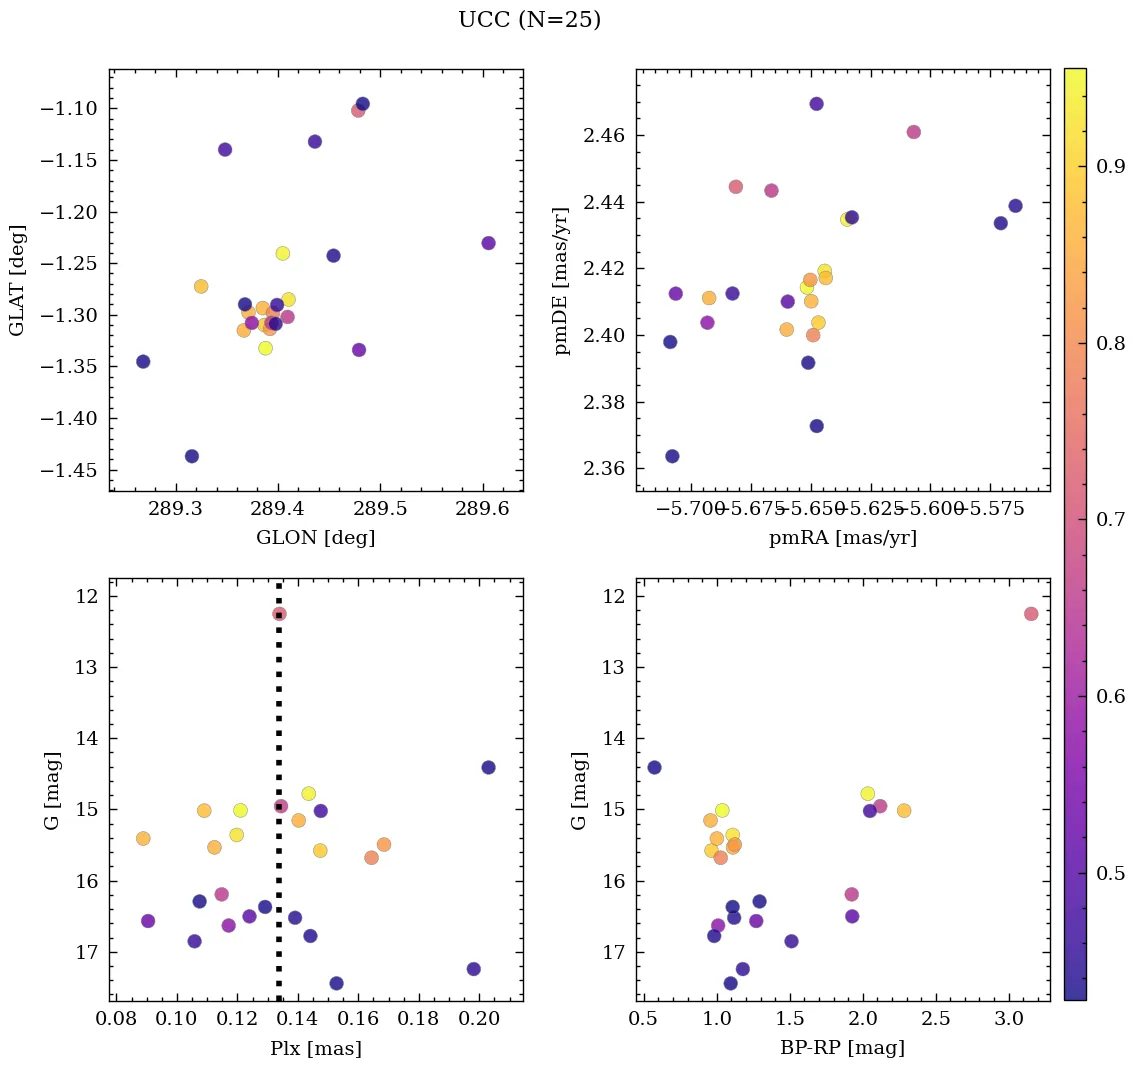 UCC (N=25)
−1.10
−1.15
−1.20
−1.25
−1.30
−1.35
−1.40
−1.45
GLAT [deg]
289.3 289.4 289.5 289.6
GLON [deg]
2.46
2.44
2.42
2.40
2.38
2.36
pmDE [mas/yr]
−5.700 −5.675 −5.650 −5.625 −5.600 −5.575
pmRA [mas/yr]
12
13
14
15
16
17
G [mag]
0.08 0.10 0.12 0.14 0.16 0.18 0.20
Plx [mas]
12
13
14
15
16
17
G [mag]
0.5 1.0 1.5 2.0 2.5 3.0
BP-RP [mag]
0.9
0.8
0.7
0.6
0.5